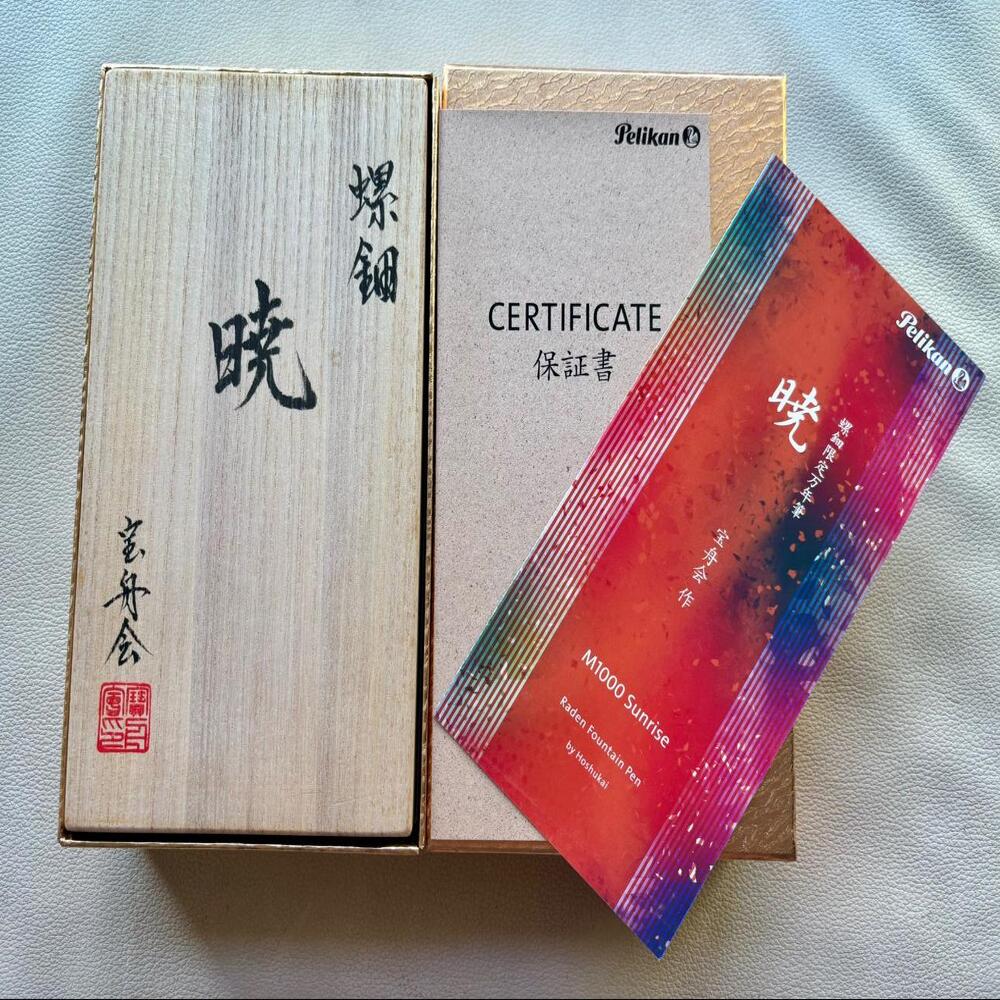 螺鈿
暁
宝舟会
Pelikan
CERTIFICATE
保証書
Pelikan
暁
螺鈿限定万年筆
宝舟会 作
M1000 Sunrise
Raden Fountain Pen
by Hoshukai